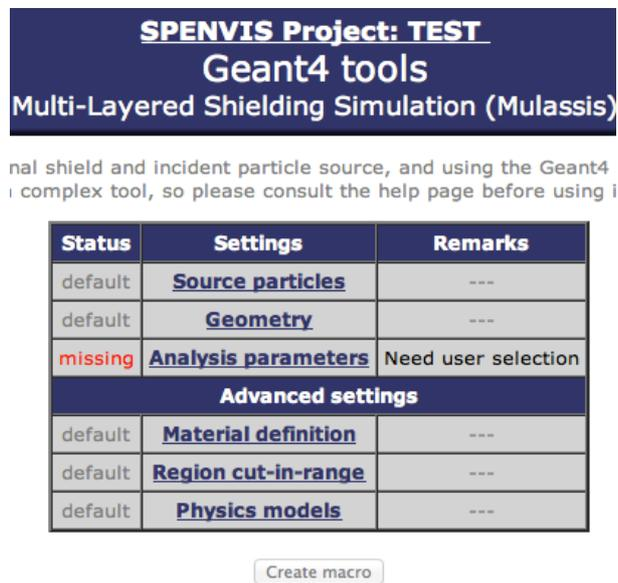 SPENVIS Project: TEST
Geant4 tools
Multi-Layered Shielding Simulation (Mulassis)
nal shield and incident particle source, and using the Geant4
complex tool, so please consult the help page before using i
Status Settings Remarks
default Source particles ---
default Geometry ---
missing Analysis parameters Need user selection
Advanced settings
default Material definition ---
default Region cut-in-range ---
default Physics models ---
Create macro